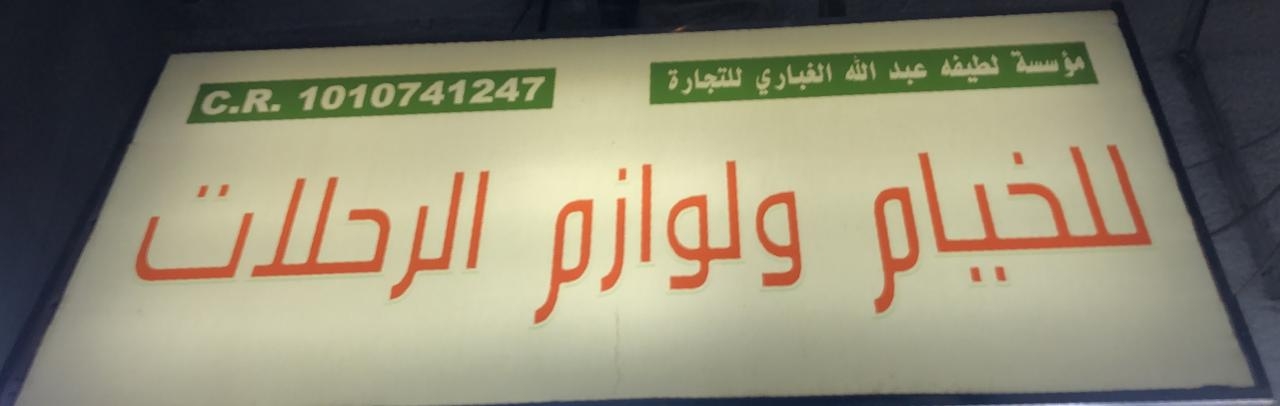 مؤسسة لطيفه عبد الله الغباري للتجارة
C.R. 1010741247
للخيام ولوازم الرحلات